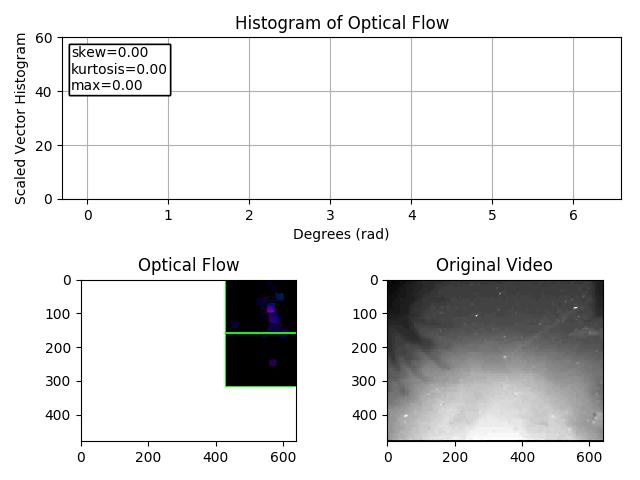 Histogram of Optical Flow
skew=0.00
kurtosis=0.00
max=0.00
Scaled Vector Histogram
60
40
20
0
0 1 2 3 4 5 6
Degrees (rad)
Optical Flow
0
100
200
300
400
0 200 400 600
Original Video
0
100
200
300
400
0 200 400 600